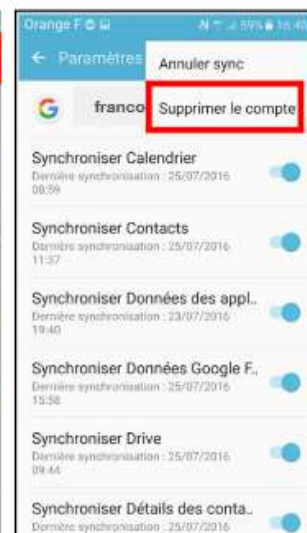 Orange F
59% 16:40
← Paramètres
Annuler sync
G franco
Supprimer le compte
Synchroniser Calendrier
Dernière synchronisation : 25/07/2016
08:59
Synchroniser Contacts
Dernière synchronisation : 25/07/2016
11:37
Synchroniser Données des appl..
Dernière synchronisation : 23/07/2016
19:40
Synchroniser Données Google F..
Dernière synchronisation : 25/07/2016
15:58
Synchroniser Drive
Dernière synchronisation : 25/07/2016
09:44
Synchroniser Détails des conta..
Dernière synchronisation : 25/07/2016